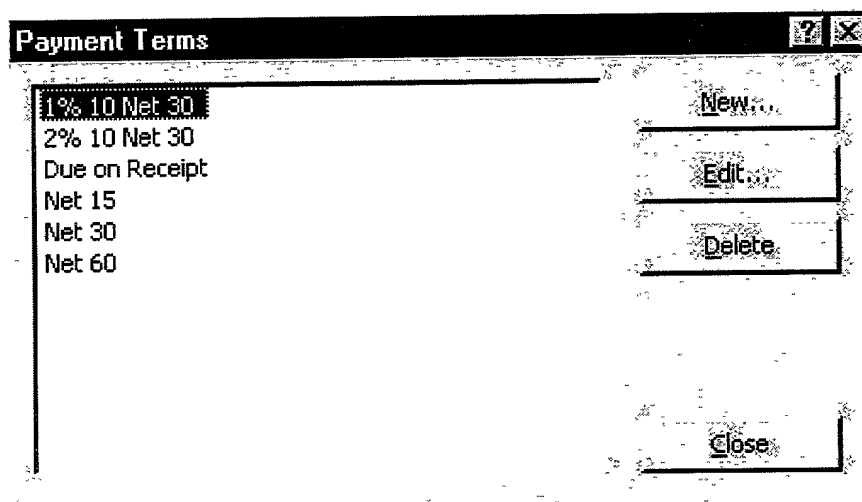 Payment Terms
1% 10 Net 30
2% 10 Net 30
Due on Receipt
Net 15
Net 30
Net 60
New...
Edit...
Delete
Close